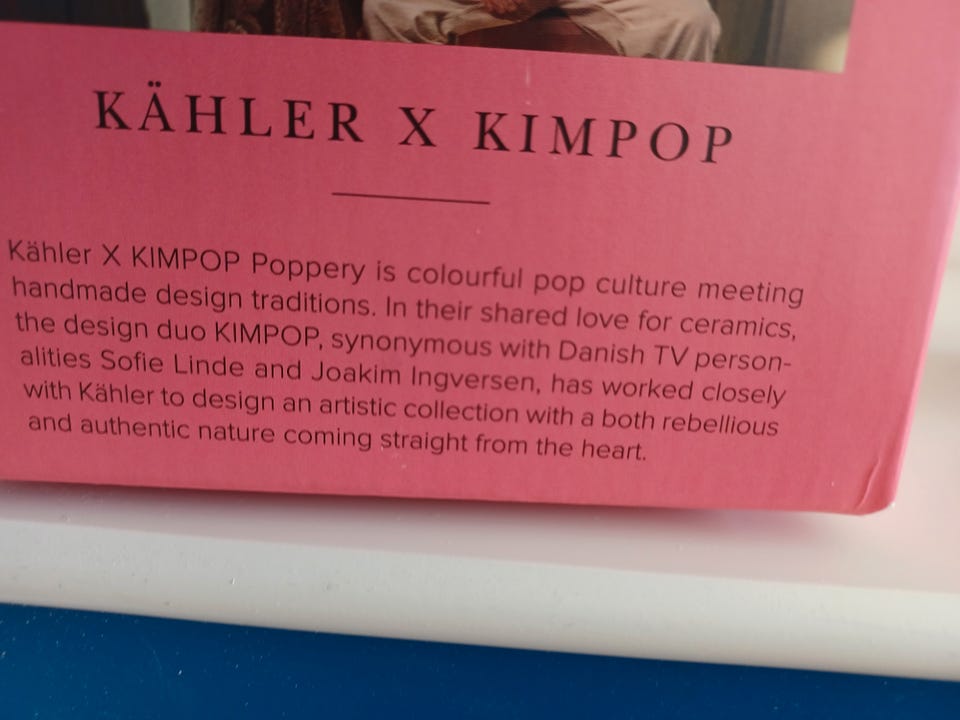 KÄHLER X KIMPOP
Kähler X KIMPOP Poppery is colourful pop culture meeting
handmade design traditions. In their shared love for ceramics,
the design duo KIMPOP, synonymous with Danish TV person-
alities Sofie Linde and Joakim Ingversen, has worked closely
with Kähler to design an artistic collection with a both rebellious
and authentic nature coming straight from the heart.